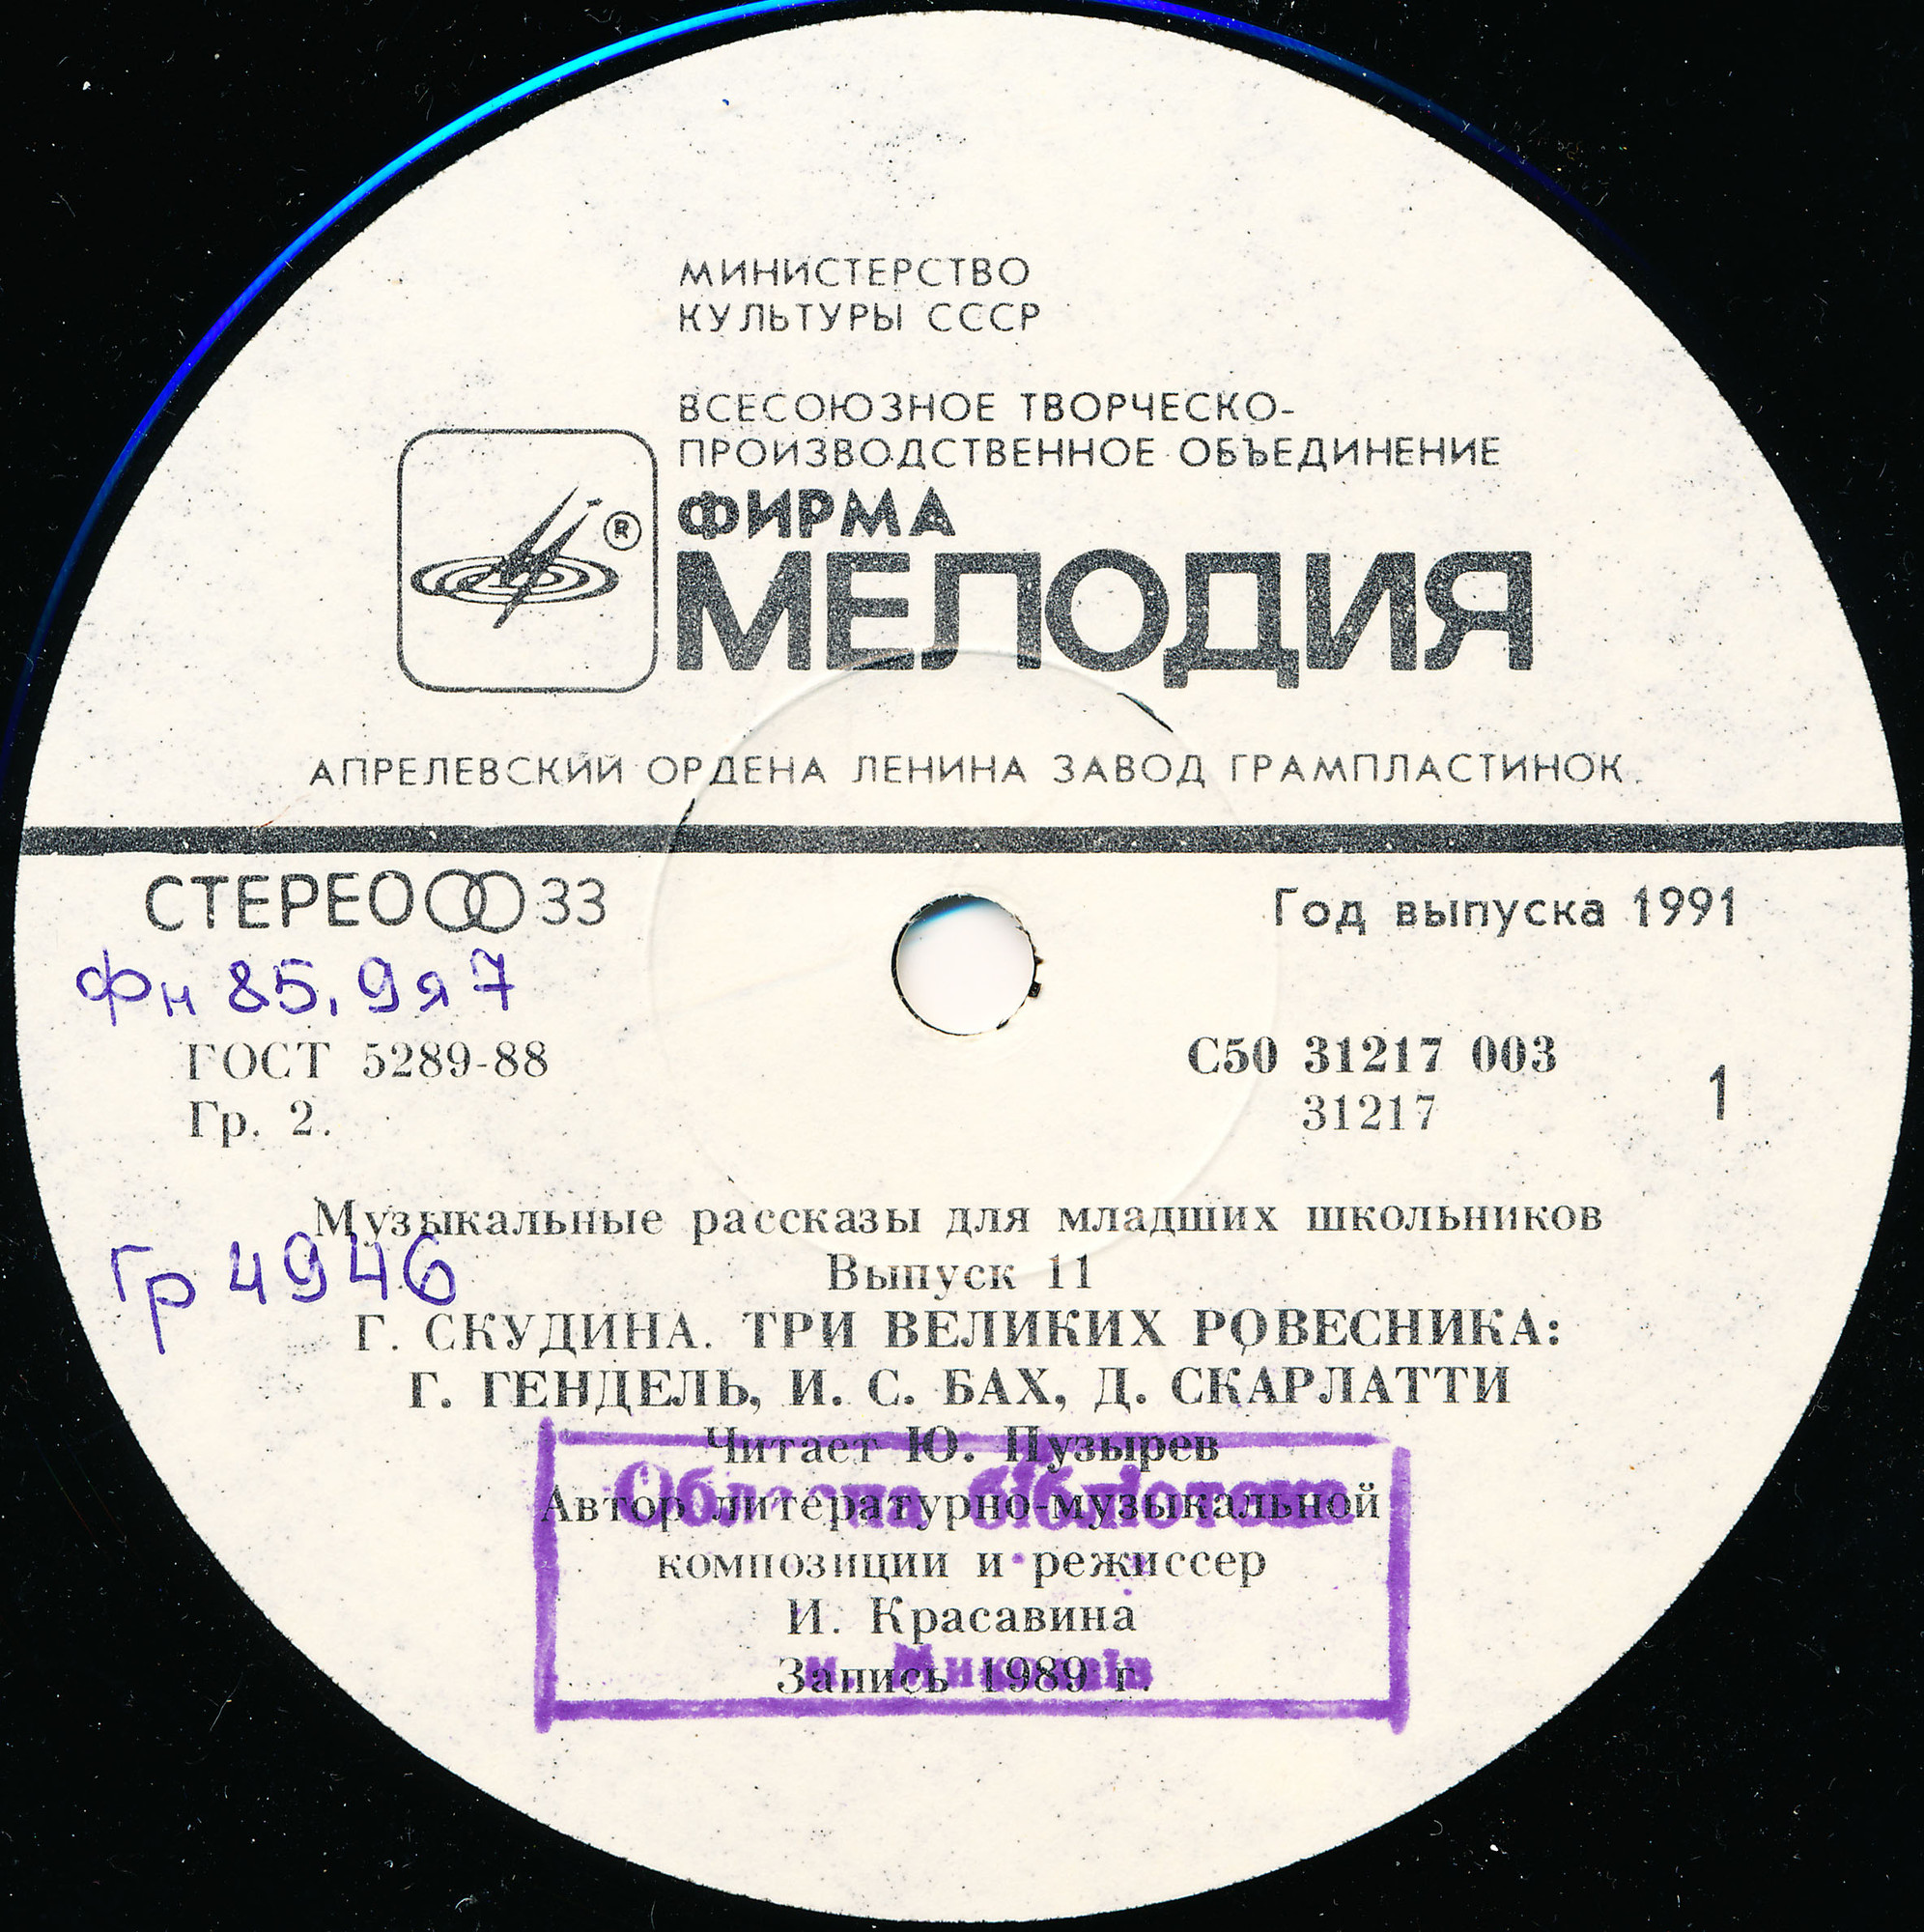 МИНИСТЕРСТВО
КУЛЬТУРЫ СССР
ВСЕСОЮЗНОЕ ТВОРЧЕСКО-
ПРОИЗВОДСТВЕННОЕ ОБЪЕДИНЕНИЕ
ФИРМА
®
МЕЛОДИЯ
АПРЕЛЕВСКИЙ ОРДЕНА ЛЕНИНА ЗАВОД ГРАМПЛАСТИНОК
СТЕРЕО 33
Год выпуска 1991
Фн 85.9я7
ГОСТ 5289-88
С50 31217 003
Гр. 2.
31217
1
Музыкальные рассказы для младших школьников
Гр 4946
Выпуск 11
Г. СКУДИНА. ТРИ ВЕЛИКИХ РОВЕСНИКА:
Г. ГЕНДЕЛЬ, И. С. БАХ, Д. СКАРЛАТТИ
Читает Ю. Пузырев
Обласна бібліотека
Автор литературно-музыкальной
композиции и режиссер
И. Красавина
Запись 1989 г.
м. Миколаїв